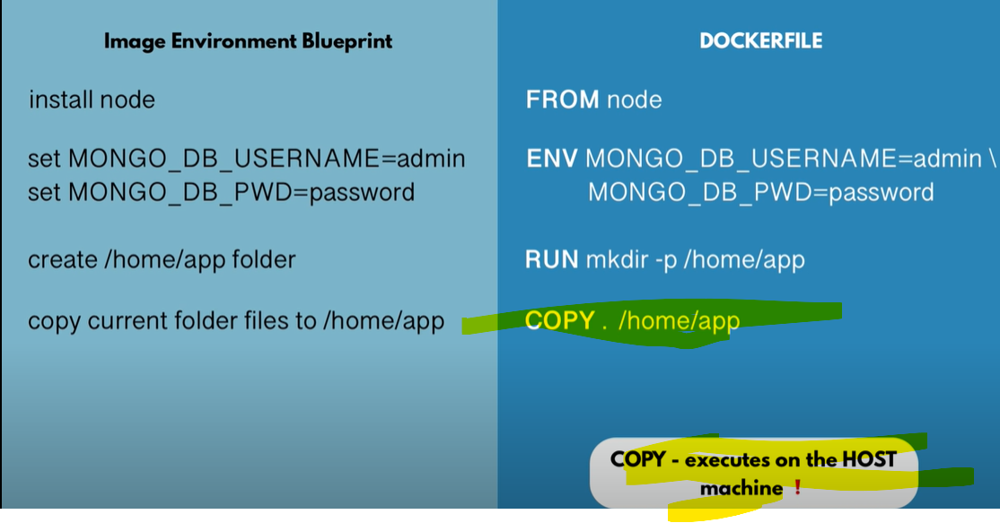 Image Environment Blueprint
DOCKERFILE
install node
FROM node
set MONGO_DB_USERNAME=admin
ENV MONGO_DB_USERNAME=admin \
set MONGO_DB_PWD=password
MONGO_DB_PWD=password
create /home/app folder
RUN mkdir -p /home/app
copy current folder files to /home/app
COPY . /home/app
COPY - executes on the HOST
machine ❗